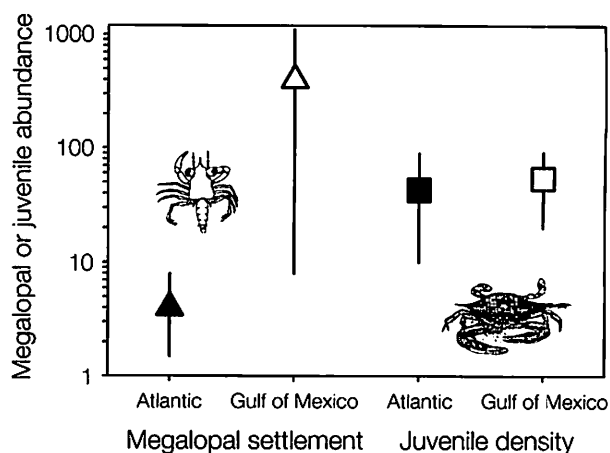 Megalopal or juvenile abundance
1000
100
10
1
Atlantic Gulf of Mexico Atlantic Gulf of Mexico
Megalopal settlement Juvenile density